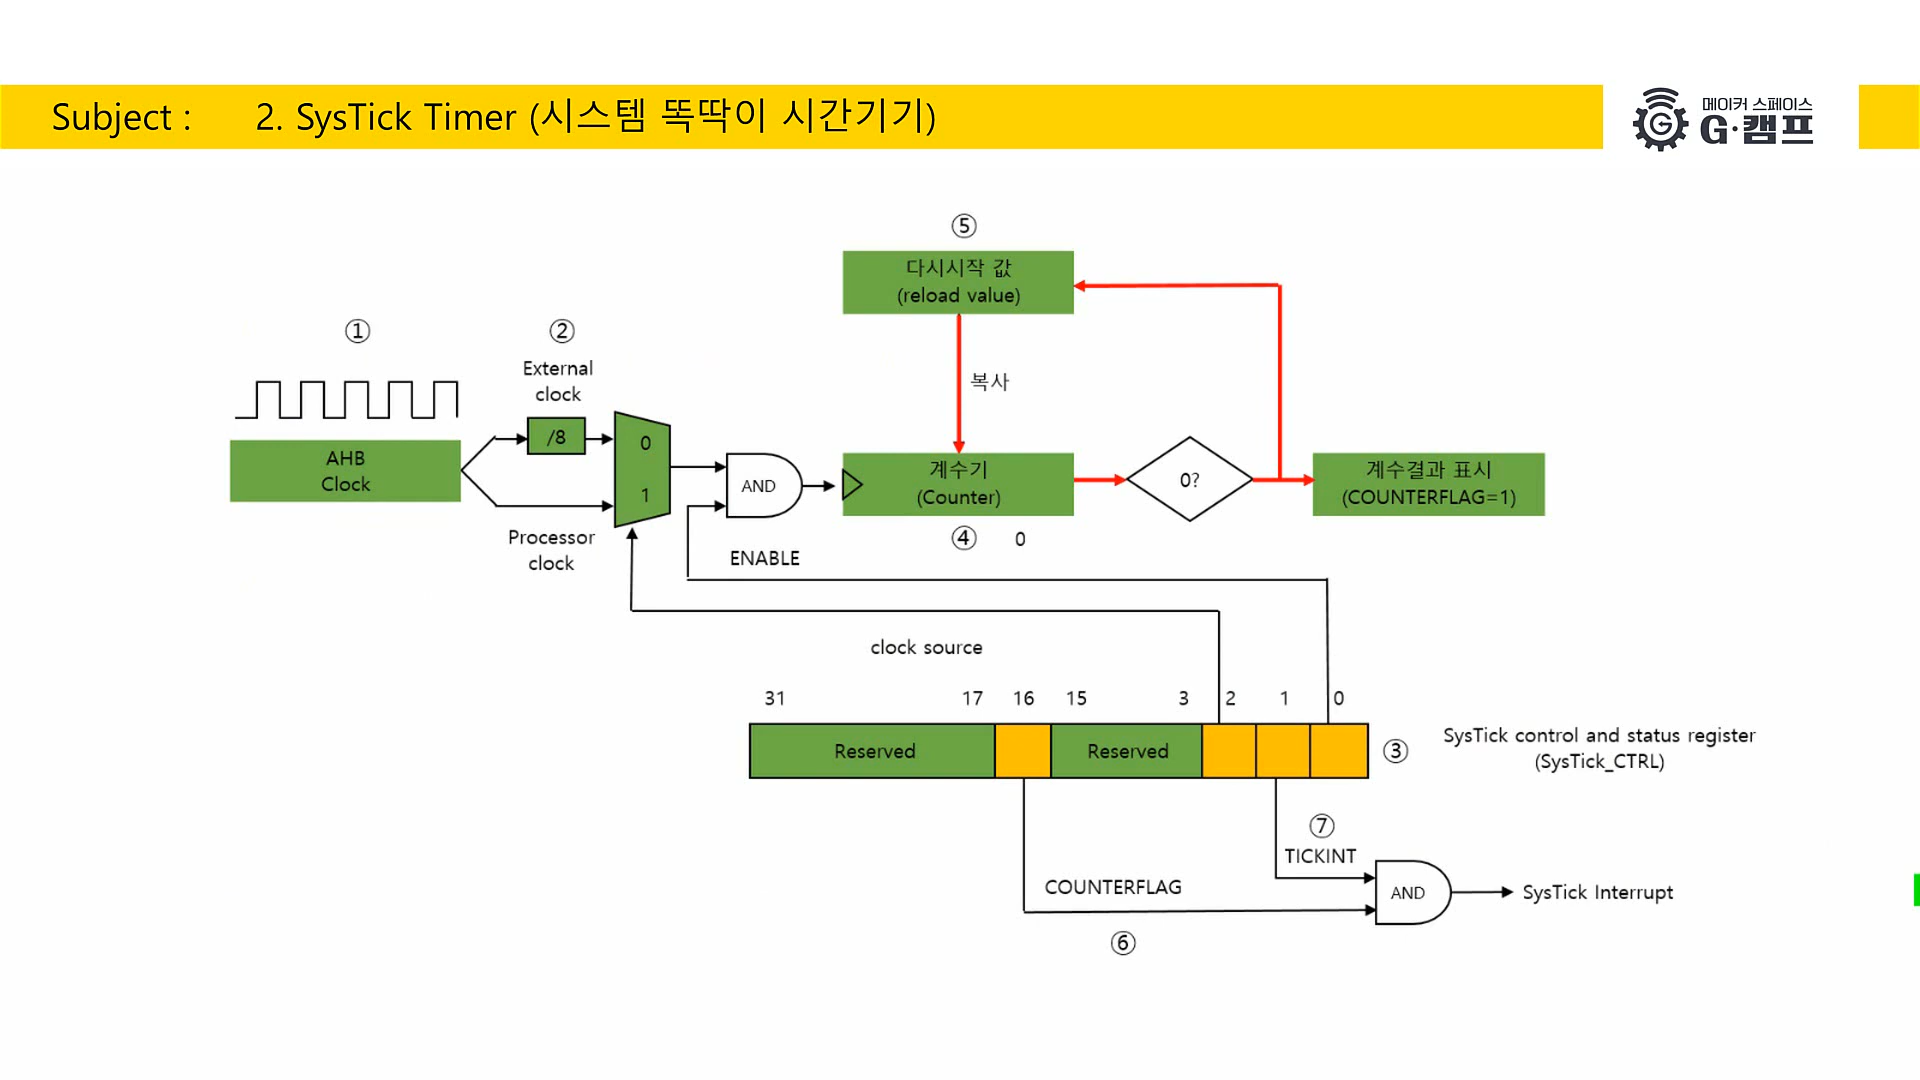 Subject : 2. SysTick Timer (시스템 똑딱이 시간기기)
메이커 스페이스
G·캠프
⑤
다시시작 값
(reload value)
①
②
External
clock
복사
/8
0
1
AHB
Clock
AND
계수기
(Counter)
0?
계수결과 표시
(COUNTERFLAG=1)
④ 0
Processor
clock
ENABLE
clock source
31 17 16 15 3 2 1 0
Reserved
Reserved
③
SysTick control and status register
(SysTick_CTRL)
⑦
TICKINT
COUNTERFLAG
AND
SysTick Interrupt
⑥